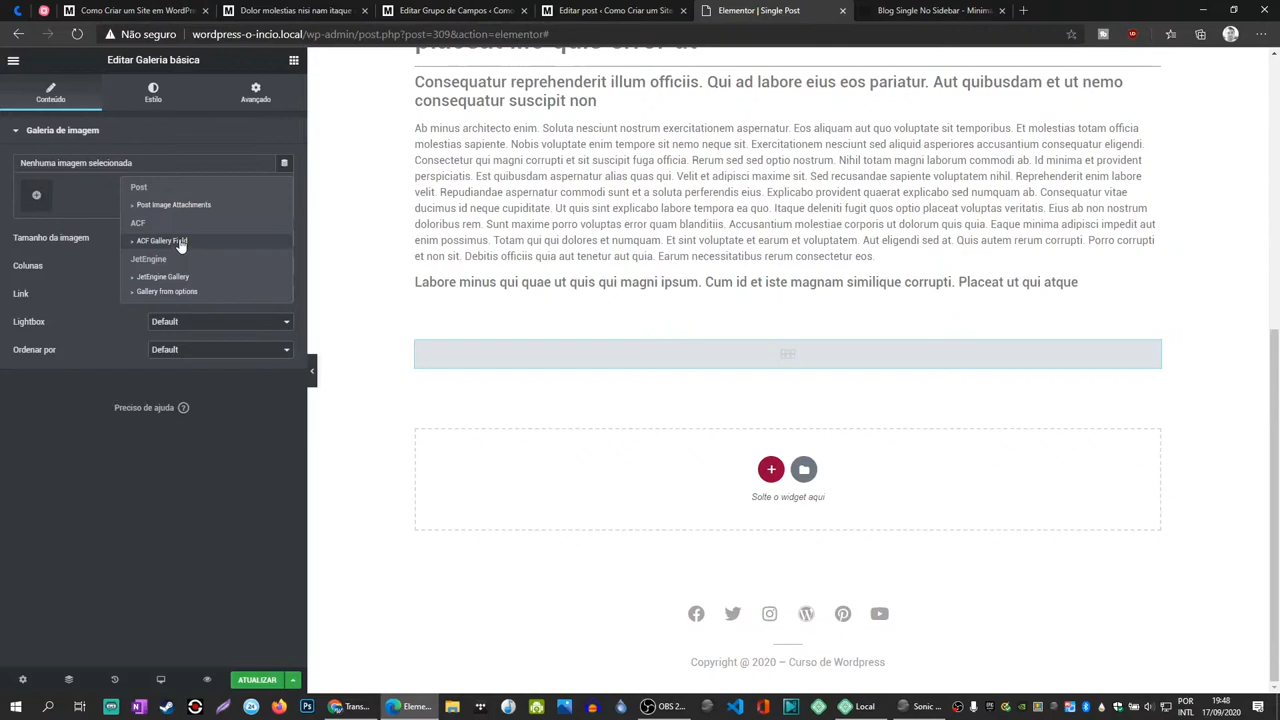 Como Criar Um Site em WordP
Dolor molestias nam itaque
Editar Grupo de Campos ‹ C
Editar post ‹ Curso de W
Elementor | Single Post
Blog Single No Sidebar – Min
Não seguro
wordpress-o-inicio.local/wp-admin/post.php?post=309&action=elementor#
Editar Galeria básica
Conteúdo
Estilo
Avançado
Galeria de imagem
Nenhuma imagem selecionada
Post
Post Image Attachments
ACF
ACF Gallery Field
JetEngine
JetEngine Gallery
Gallery from options
Tamanho da imagem
Colunas
Link
Lightbox
Default
Ordenar por
Default
Preciso de ajuda
ATUALIZAR
placeat illo quis error ut
Consequatur reprehenderit illum officiis. Qui ad labore eius eos pariatur. Aut quibusdam et ut nemo
consequatur suscipit non
Ab minus architecto enim. Soluta nesciunt nostrum exercitationem aspernatur. Eos aliquam aut quo voluptate sit temporibus. Et molestias totam officia
molestias sapiente. Nobis voluptate enim tempore sit nemo neque sit. Exercitationem nesciunt sed aliquid asperiores accusantium consequatur eligendi.
Consectetur qui magni corrupti et sit suscipit fuga officia. Rerum sed sed optio nostrum. Nihil totam magni laborum commodi ab. Id minima et provident
perspiciatis. Est quibusdam aspernatur alias quas qui. Velit et adipisci maxime sit. Sed recusandae sapiente voluptatem nihil. Reprehenderit enim labore
velit. Repudiandae aspernatur commodi sunt et a soluta perferendis eius. Explicabo provident quaerat explicabo sed numquam ab. Consequatur vitae
ducimus id neque cupiditate. Ut quis sint explicabo labore tempora ea quo. Itaque deleniti fugit quos optio placeat voluptas veritatis. Eius ab non nostrum
doloribus rem. Sunt maxime porro voluptas error quam blanditiis. Accusantium molestiae corporis ut dolorum quis quia. Eaque minima adipisci impedit ut
enim possimus. Totam qui qui dolores et numquam. Et sint voluptate et earum et voluptatem. Aut eligendi sed at. Quis autem rerum corrupti. Porro corrupti
et non sit. Debitis officiis quia aut tenetur aut quia. Earum necessitatibus rerum consectetur eos.
Labore minus qui quae ut quis qui magni ipsum. Cum id et iste magnam similique corrupti. Placeat ut qui atque
Solte o widget aqui
Copyright @ 2020 – Curso de Wordpress
Trans...
Eleme...
OBS 2...
Local
Sonic ...
POR
INTL
19:48
17/09/2020